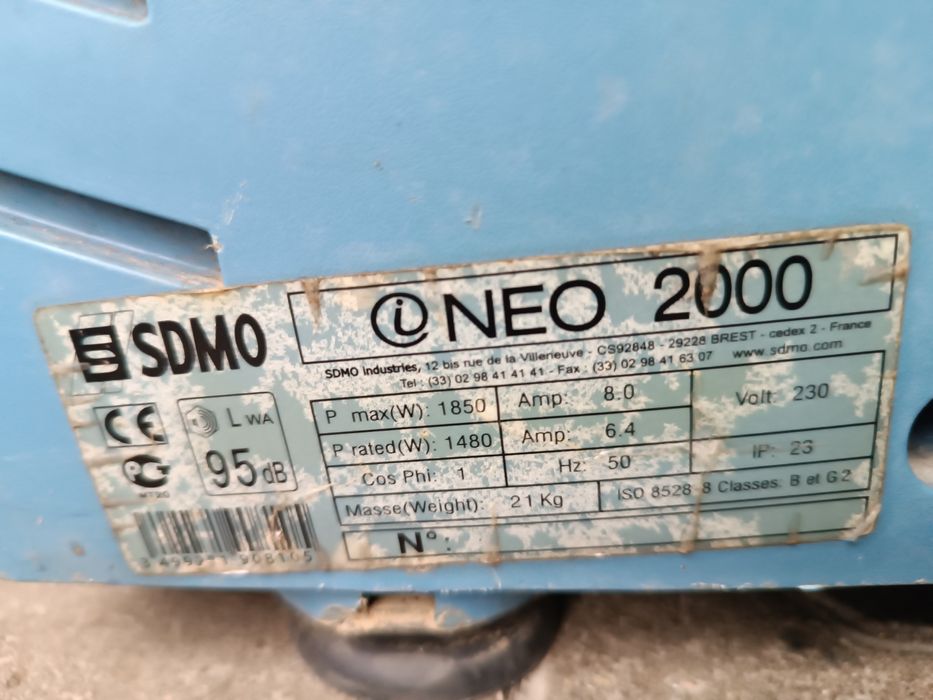 SDMO
i NEO 2000
SDMO Industries, 12 bis rue de la Villeneuve - CS92848 - 29228 BREST - cedex 2 - France
Tel : (33) 02 98 41 41 41 - Fax : (33) 02 98 41 63 07 www.sdmo.com
CE
LWA
95dB
P max(W): 1850 Amp: 8.0 Volt: 230
P rated(W): 1480 Amp: 6.4
Cos Phi: 1 Hz: 50 IP: 23
Masse(Weight): 21 Kg ISO 8528-8 Classes: B et G2
N° :